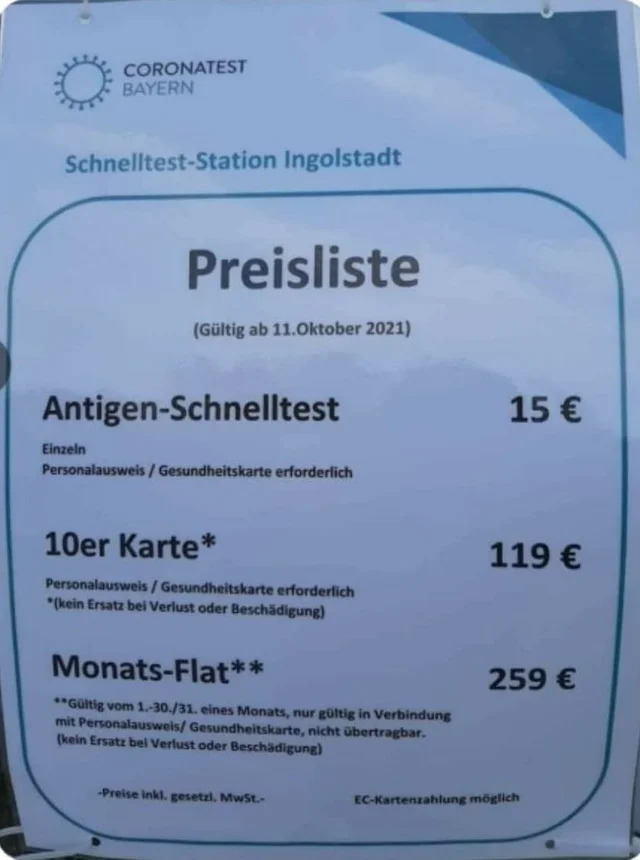 CORONATEST
BAYERN
Schnelltest-Station Ingolstadt
Preisliste
(Gültig ab 11.Oktober 2021)
Antigen-Schnelltest 15 €
Einzeln
Personalausweis / Gesundheitskarte erforderlich
10er Karte* 119 €
Personalausweis / Gesundheitskarte erforderlich
*(kein Ersatz bei Verlust oder Beschädigung)
Monats-Flat** 259 €
**Gültig vom 1.-30./31. eines Monats, nur gültig in Verbindung
mit Personalausweis/ Gesundheitskarte, nicht übertragbar.
(kein Ersatz bei Verlust oder Beschädigung)
-Preise inkl. gesetzl. MwSt.- EC-Kartenzahlung möglich